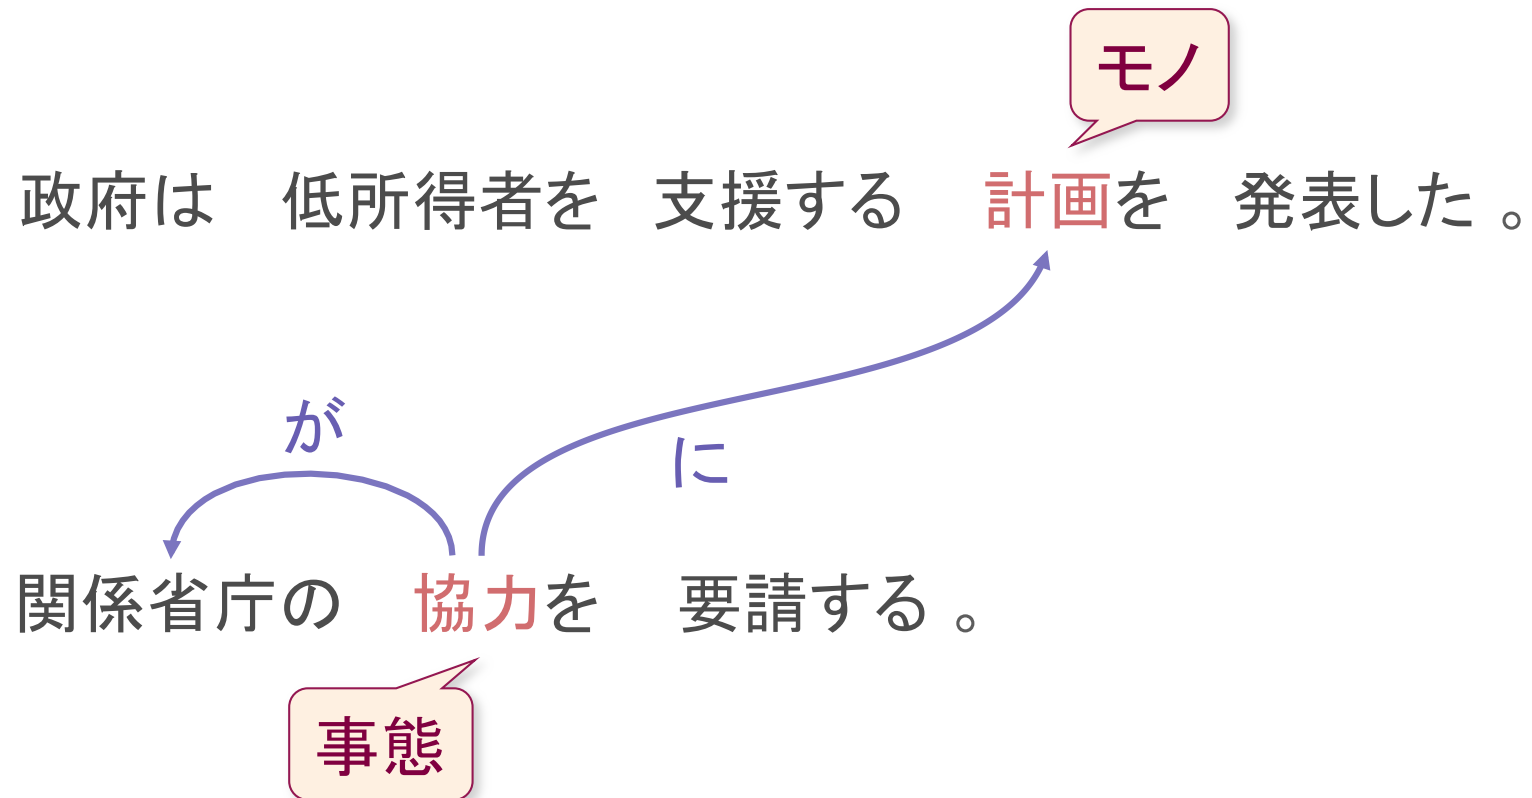 モノ
政府は 低所得者を 支援する 計画を 発表した 。
が
に
関係省庁の 協力を 要請する 。
事態